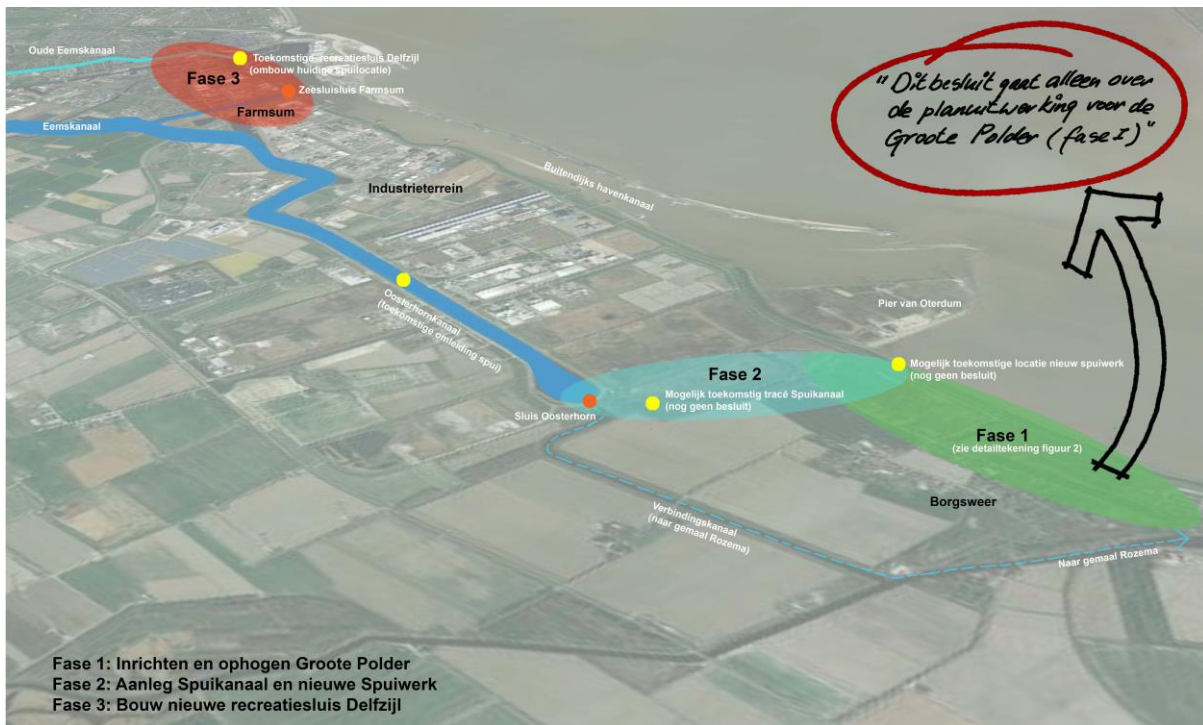 Oude Eemskanaal
Toekomstige recreatiesluis Delfzijl
(ombouw huidige spuilocatie)
Fase 3
Zeesluisluis Farmsum
Farmsum
Eemskanaal
"Dit besluit gaat alleen over
de planuitwerking voor de
Groote Polder (fase I)"
Buitendijks havenkanaal
Industrieterrein
Oosterhornkanaal
(toekomstige omleiding spui)
Pier van Oterdum
Mogelijk toekomstige locatie nieuw spuiwerk
(nog geen besluit)
Fase 2
Mogelijk toekomstig tracé Spuikanaal
(nog geen besluit)
Sluis Oosterhorn
Fase 1
(zie detailtekening figuur 2)
Borgsweer
Verbindingskanaal
(naar gemaal Rozema)
Naar gemaal Rozema
Fase 1: Inrichten en ophogen Groote Polder
Fase 2: Aanleg Spuikanaal en nieuwe Spuiwerk
Fase 3: Bouw nieuwe recreatiesluis Delfzijl